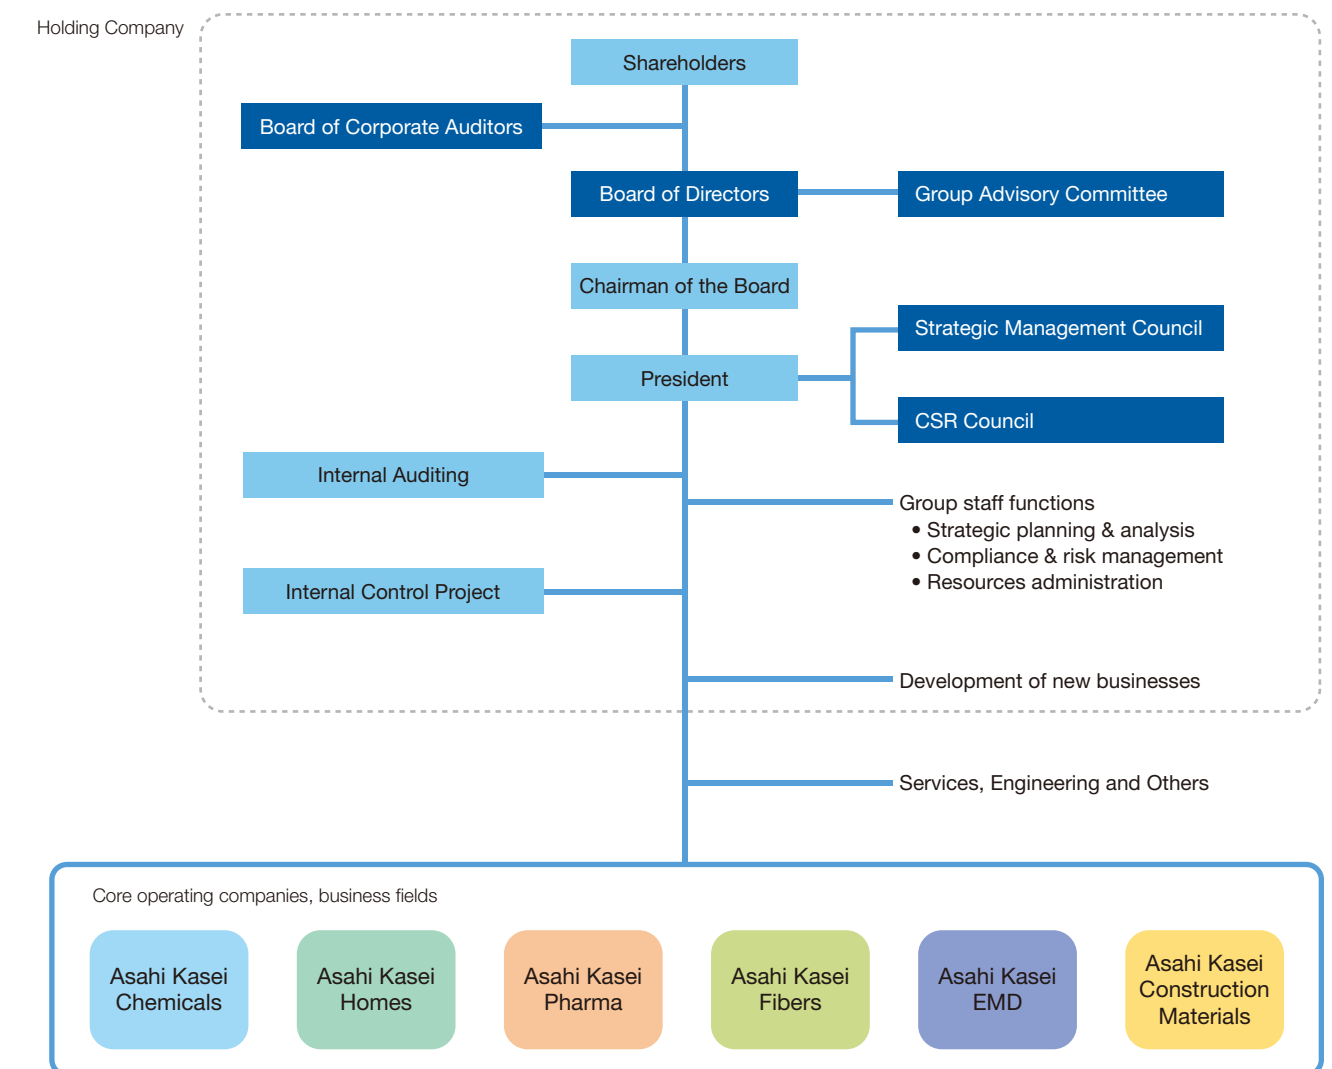 Holding Company
Shareholders
Board of Corporate Auditors
Board of Directors
Group Advisory Committee
Chairman of the Board
Strategic Management Council
President
CSR Council
Internal Auditing
Group staff functions
• Strategic planning & analysis
• Compliance & risk management
• Resources administration
Internal Control Project
Development of new businesses
Services, Engineering and Others
Core operating companies, business fields
Asahi Kasei
Chemicals
Asahi Kasei
Homes
Asahi Kasei
Pharma
Asahi Kasei
Fibers
Asahi Kasei
EMD
Asahi Kasei
Construction
Materials